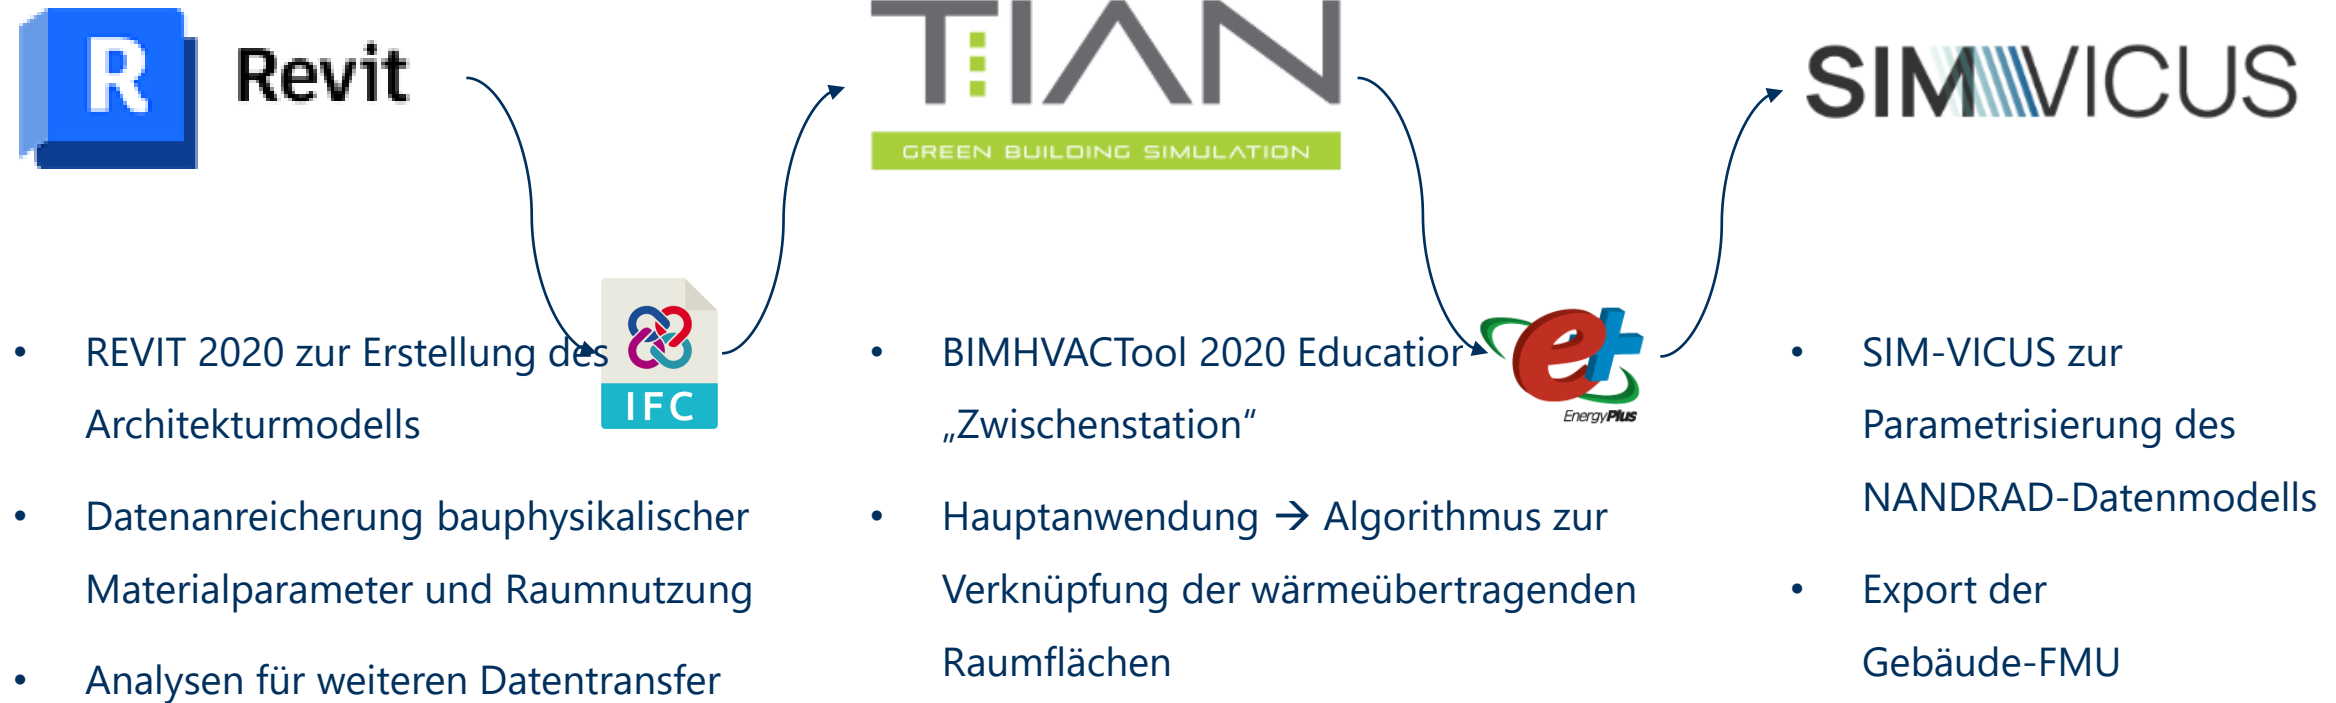 R Revit
TIAN
GREEN BUILDING SIMULATION
SIMVICUS
IFC
e+
EnergyPlus
• REVIT 2020 zur Erstellung des
Architekturmodells
• Datenanreicherung bauphysikalischer
Materialparameter und Raumnutzung
• Analysen für weiteren Datentransfer
• BIMHVACTool 2020 Education
„Zwischenstation“
• Hauptanwendung → Algorithmus zur
Verknüpfung der wärmeübertragenden
Raumflächen
• SIM-VICUS zur
Parametrisierung des
NANDRAD-Datenmodells
• Export der
Gebäude-FMU